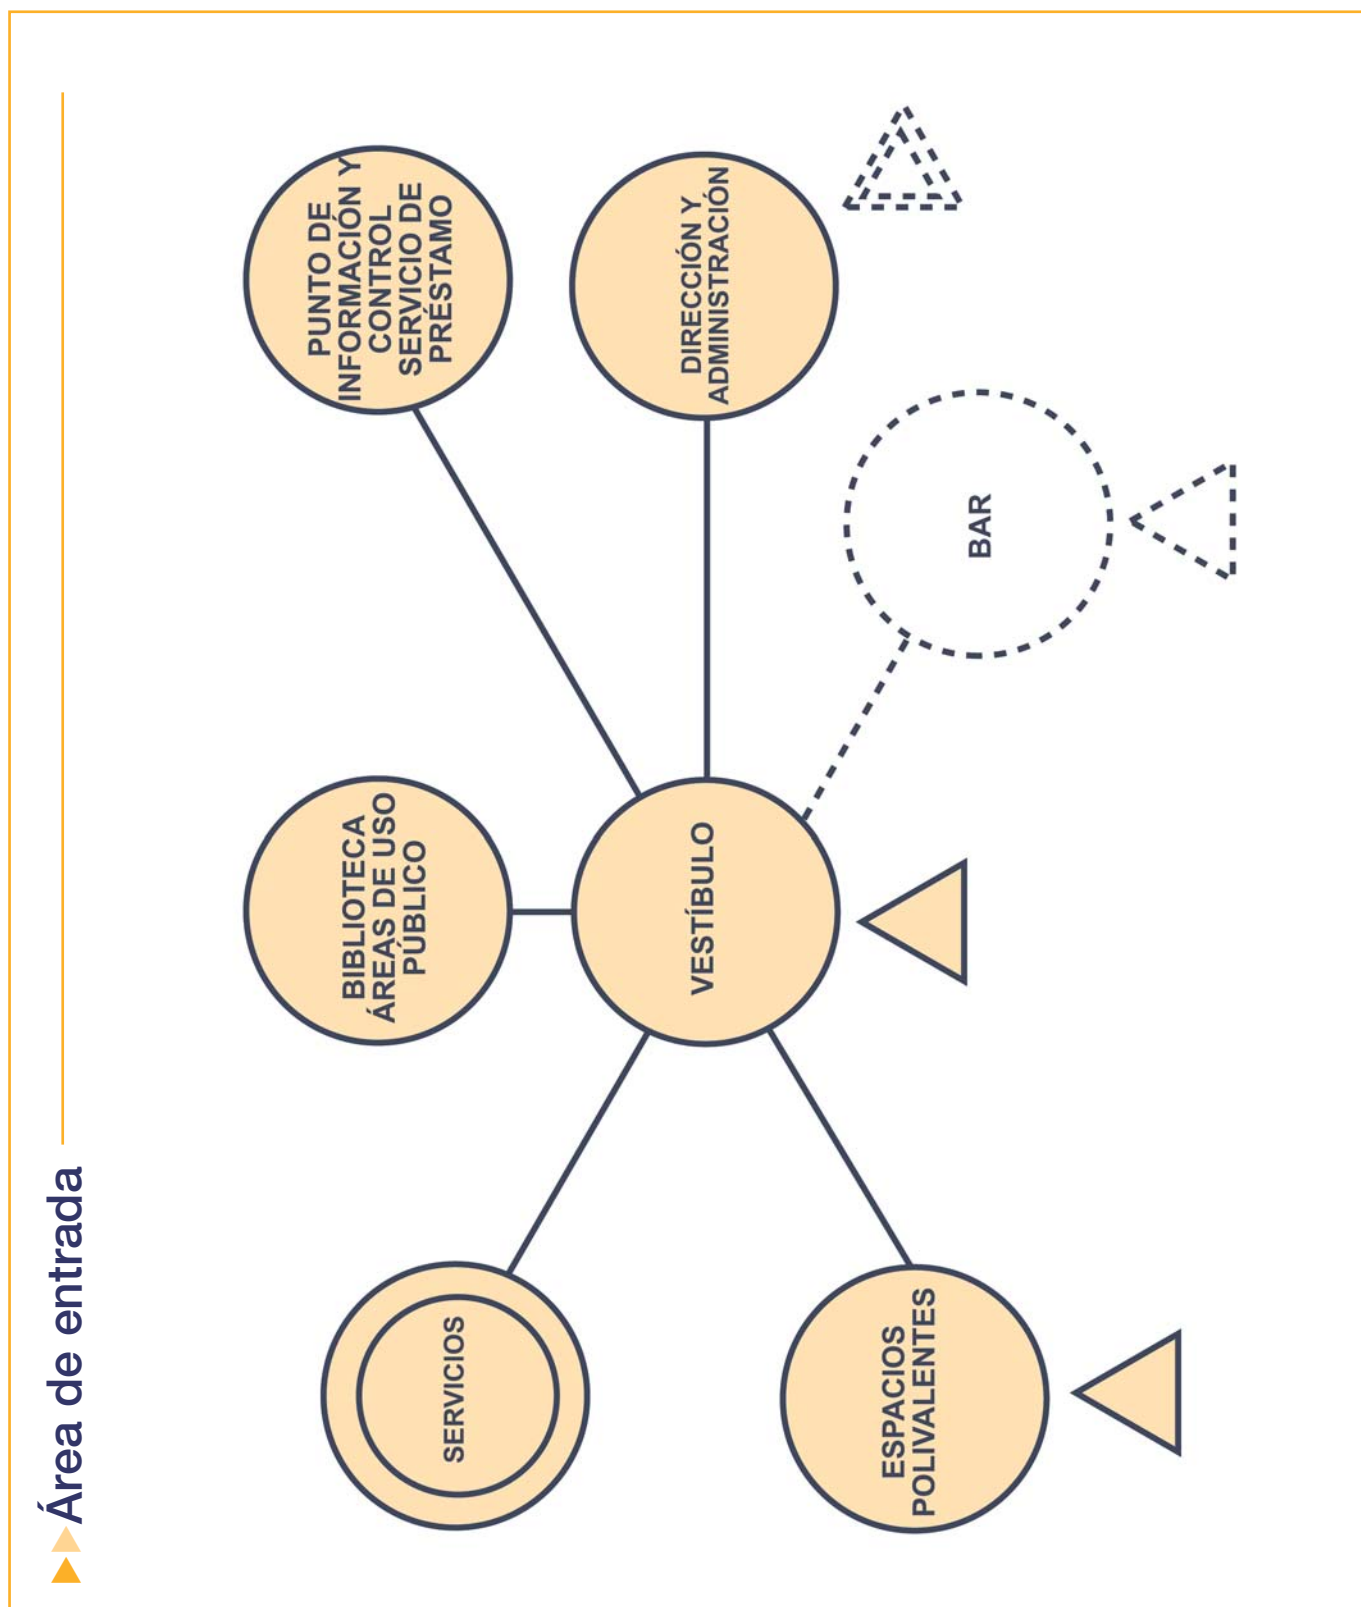 Área de entrada
SERVICIOS
BIBLIOTECA
ÁREAS DE USO
PÚBLICO
PUNTO DE
INFORMACIÓN Y
CONTROL
SERVICIO DE
PRÉSTAMO
ESPACIOS
POLIVALENTES
VESTÍBULO
DIRECCIÓN Y
ADMINISTRACIÓN
BAR